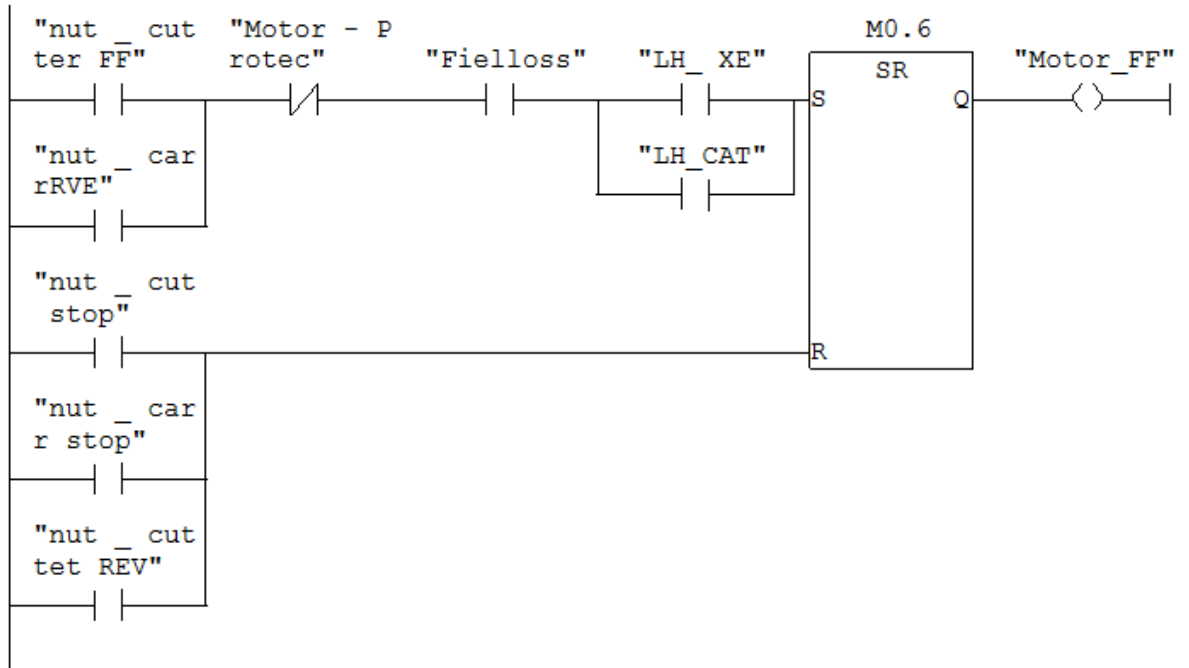 "nut _ cut
ter FF"
"Motor - P
rotec"
"Fielloss"
"LH_ XE"
M0.6
SR
"Motor_FF"
S
Q
"nut _ car
rRVE"
"LH_CAT"
"nut _ cut
stop"
R
"nut _ car
r stop"
"nut _ cut
tet REV"